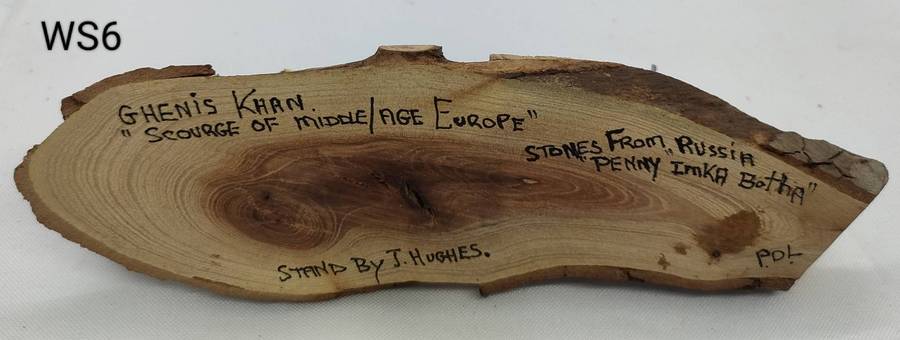 WS6
GHENIS KHAN.
" SCOURGE OF MIDDLE/AGE EUROPE"
STONES FROM RUSSIA
"PENNY" IMKA BOTHA"
STAND BY J. HUGHES.